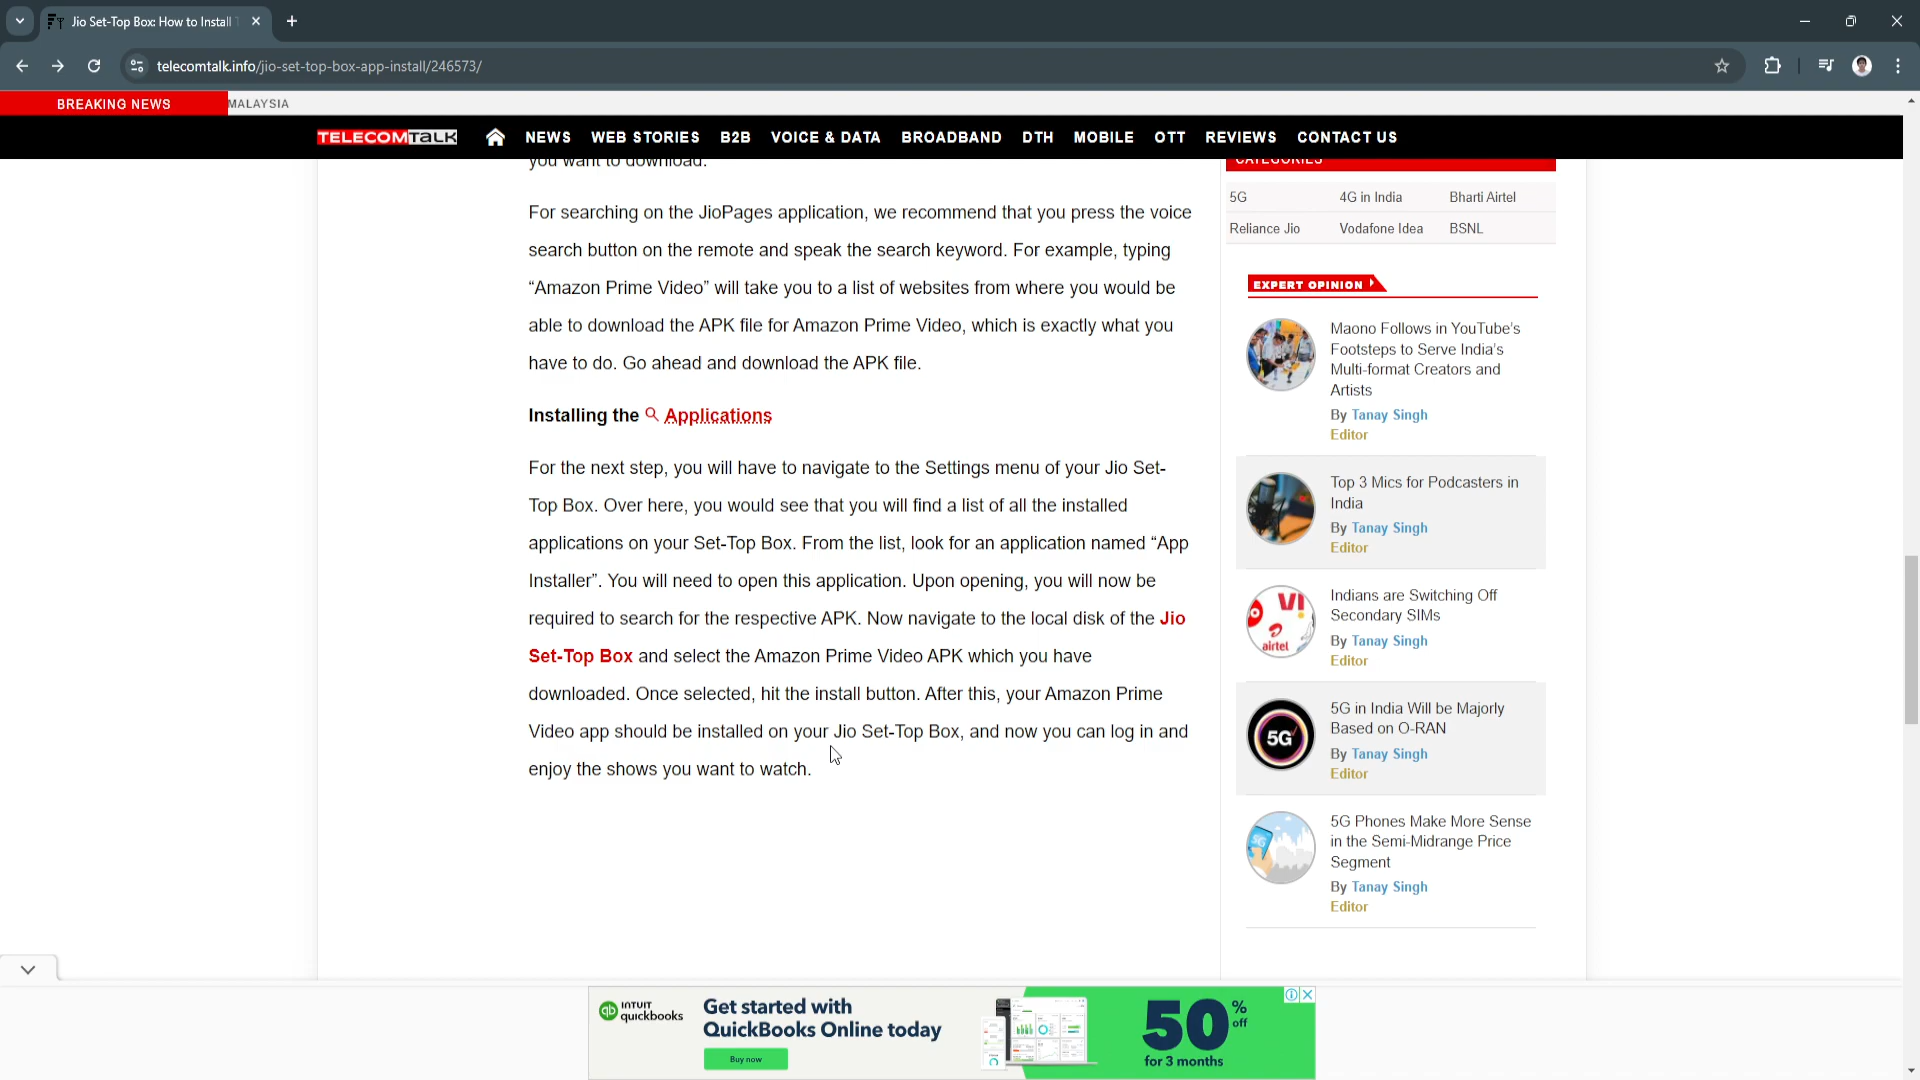 Jio Set-Top Box: How to Install
telecomtalk.info/jio-set-top-box-app-install/246573/
BREAKING NEWS
MALAYSIA
TELECOMTALK
NEWS
WEB STORIES
B2B
VOICE & DATA
BROADBAND
DTH
MOBILE
OTT
REVIEWS
CONTACT US
you want to download.
For searching on the JioPages application, we recommend that you press the voice
search button on the remote and speak the search keyword. For example, typing
“Amazon Prime Video” will take you to a list of websites from where you would be
able to download the APK file for Amazon Prime Video, which is exactly what you
have to do. Go ahead and download the APK file.
Installing the Applications
For the next step, you will have to navigate to the Settings menu of your Jio Set-
Top Box. Over here, you would see that you will find a list of all the installed
applications on your Set-Top Box. From the list, look for an application named “App
Installer”. You will need to open this application. Upon opening, you will now be
required to search for the respective APK. Now navigate to the local disk of the Jio
Set-Top Box and select the Amazon Prime Video APK which you have
downloaded. Once selected, hit the install button. After this, your Amazon Prime
Video app should be installed on your Jio Set-Top Box, and now you can log in and
enjoy the shows you want to watch.
CATEGORIES
5G
4G in India
Bharti Airtel
Reliance Jio
Vodafone Idea
BSNL
EXPERT OPINION
Maono Follows in YouTube's
Footsteps to Serve India's
Multi-format Creators and
Artists
By Tanay Singh
Editor
Top 3 Mics for Podcasters in
India
By Tanay Singh
Editor
VI
airtel
Indians are Switching Off
Secondary SIMs
By Tanay Singh
Editor
5G
5G in India Will be Majorly
Based on O-RAN
By Tanay Singh
Editor
5G
5G Phones Make More Sense
in the Semi-Midrange Price
Segment
By Tanay Singh
Editor
qb
INTUIT
quickbooks
Get started with
QuickBooks Online today
Buy now
50% off
for 3 months